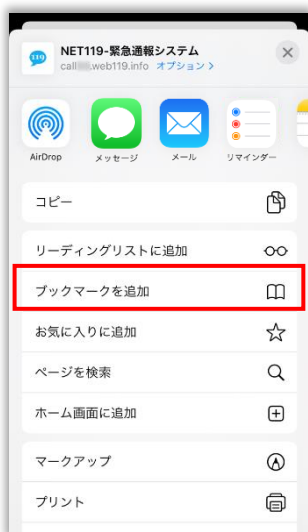 119
NET119-緊急通報システム
call
.web119.info オプション >
AirDrop
メッセージ
メール
リマインダー
コピー
リーディングリストに追加
ブックマークを追加
お気に入りに追加
ページを検索
ホーム画面に追加
マークアップ
プリント